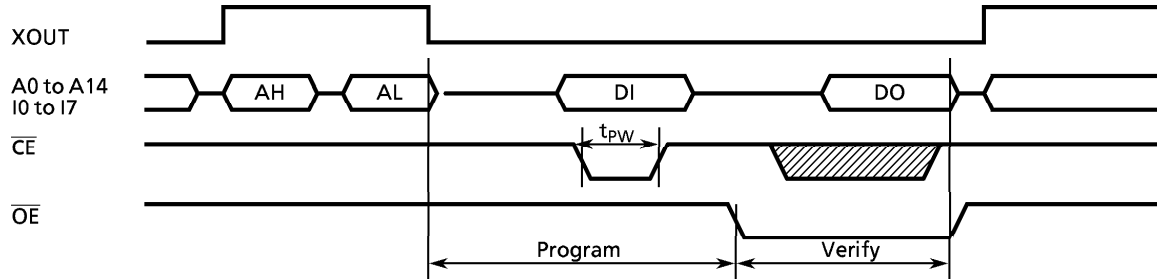 XOUT
A0 to A14
I0 to I7
AH
AL
DI
DO
tPW
CE
OE
Program
Verify